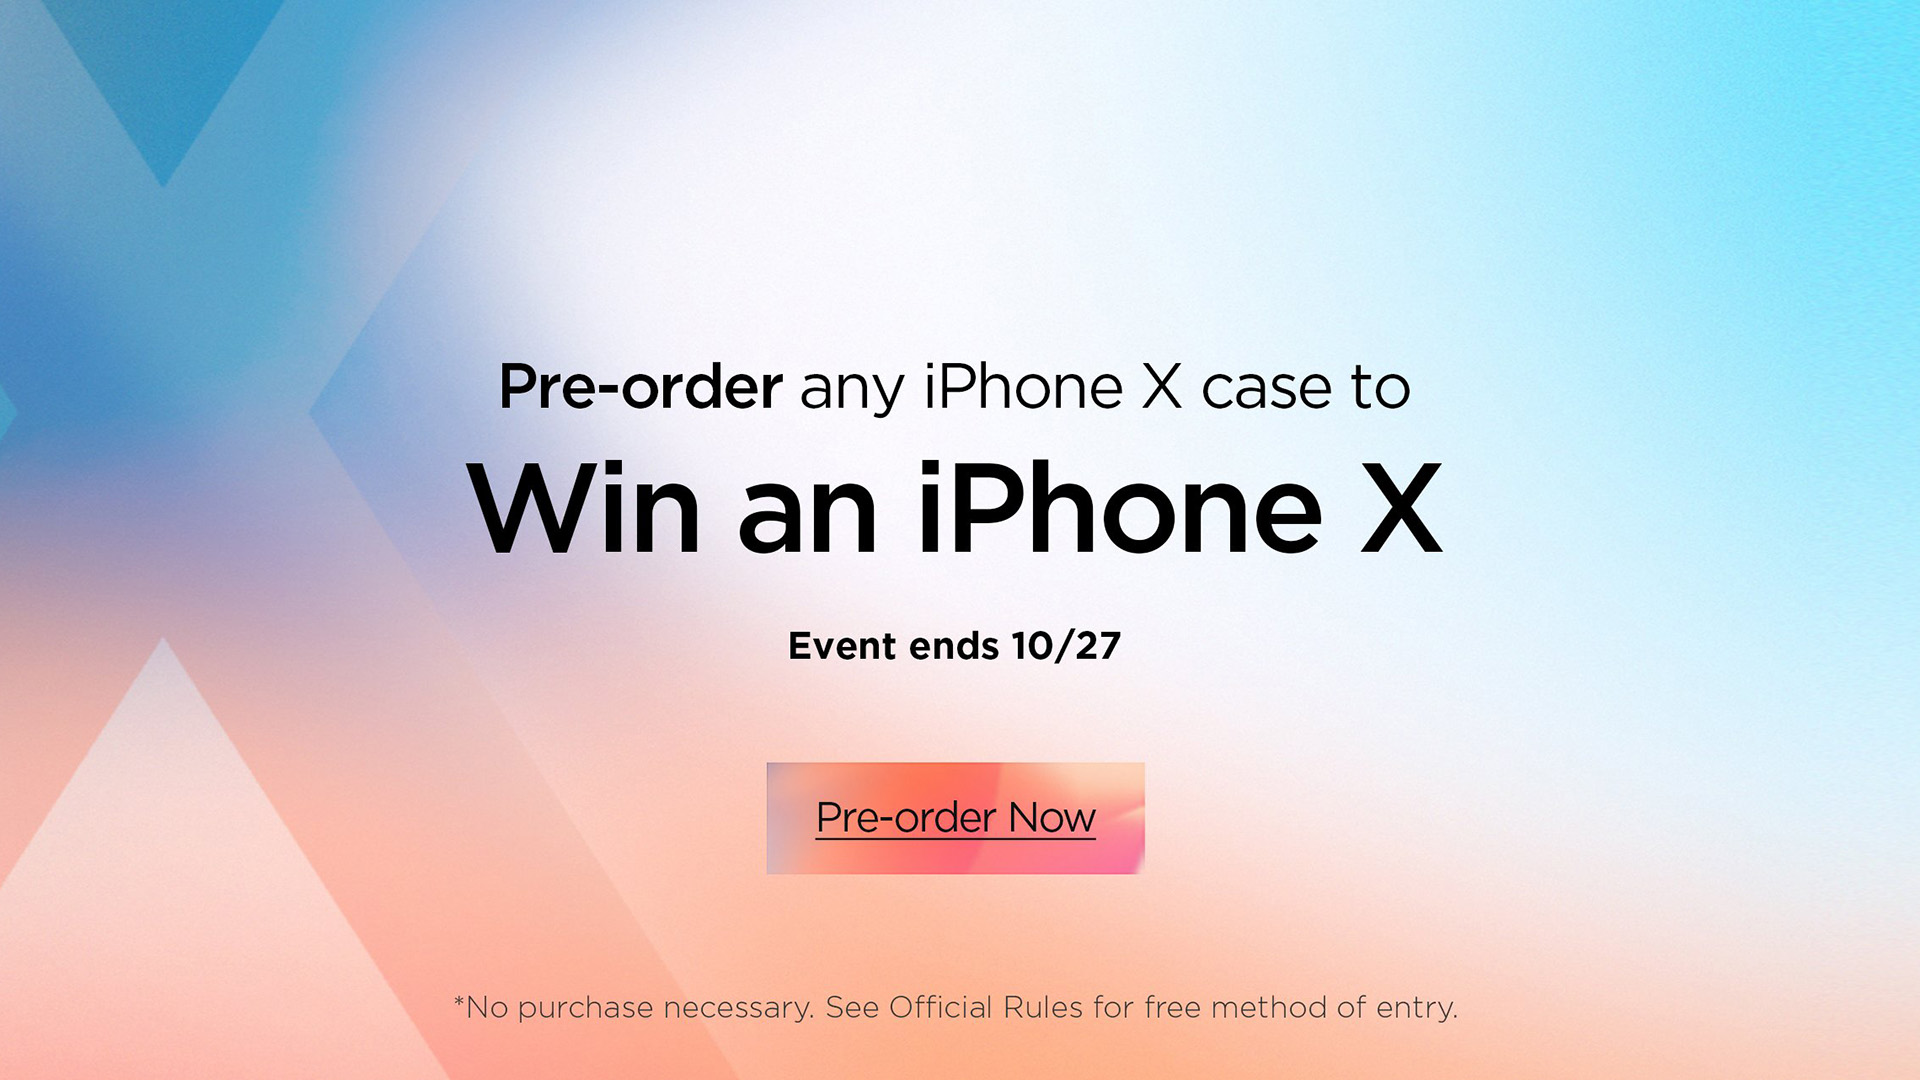 Pre-order any iPhone X case to
Win an iPhone X
Event ends 10/27
Pre-order Now
*No purchase necessary. See Official Rules for free method of entry.